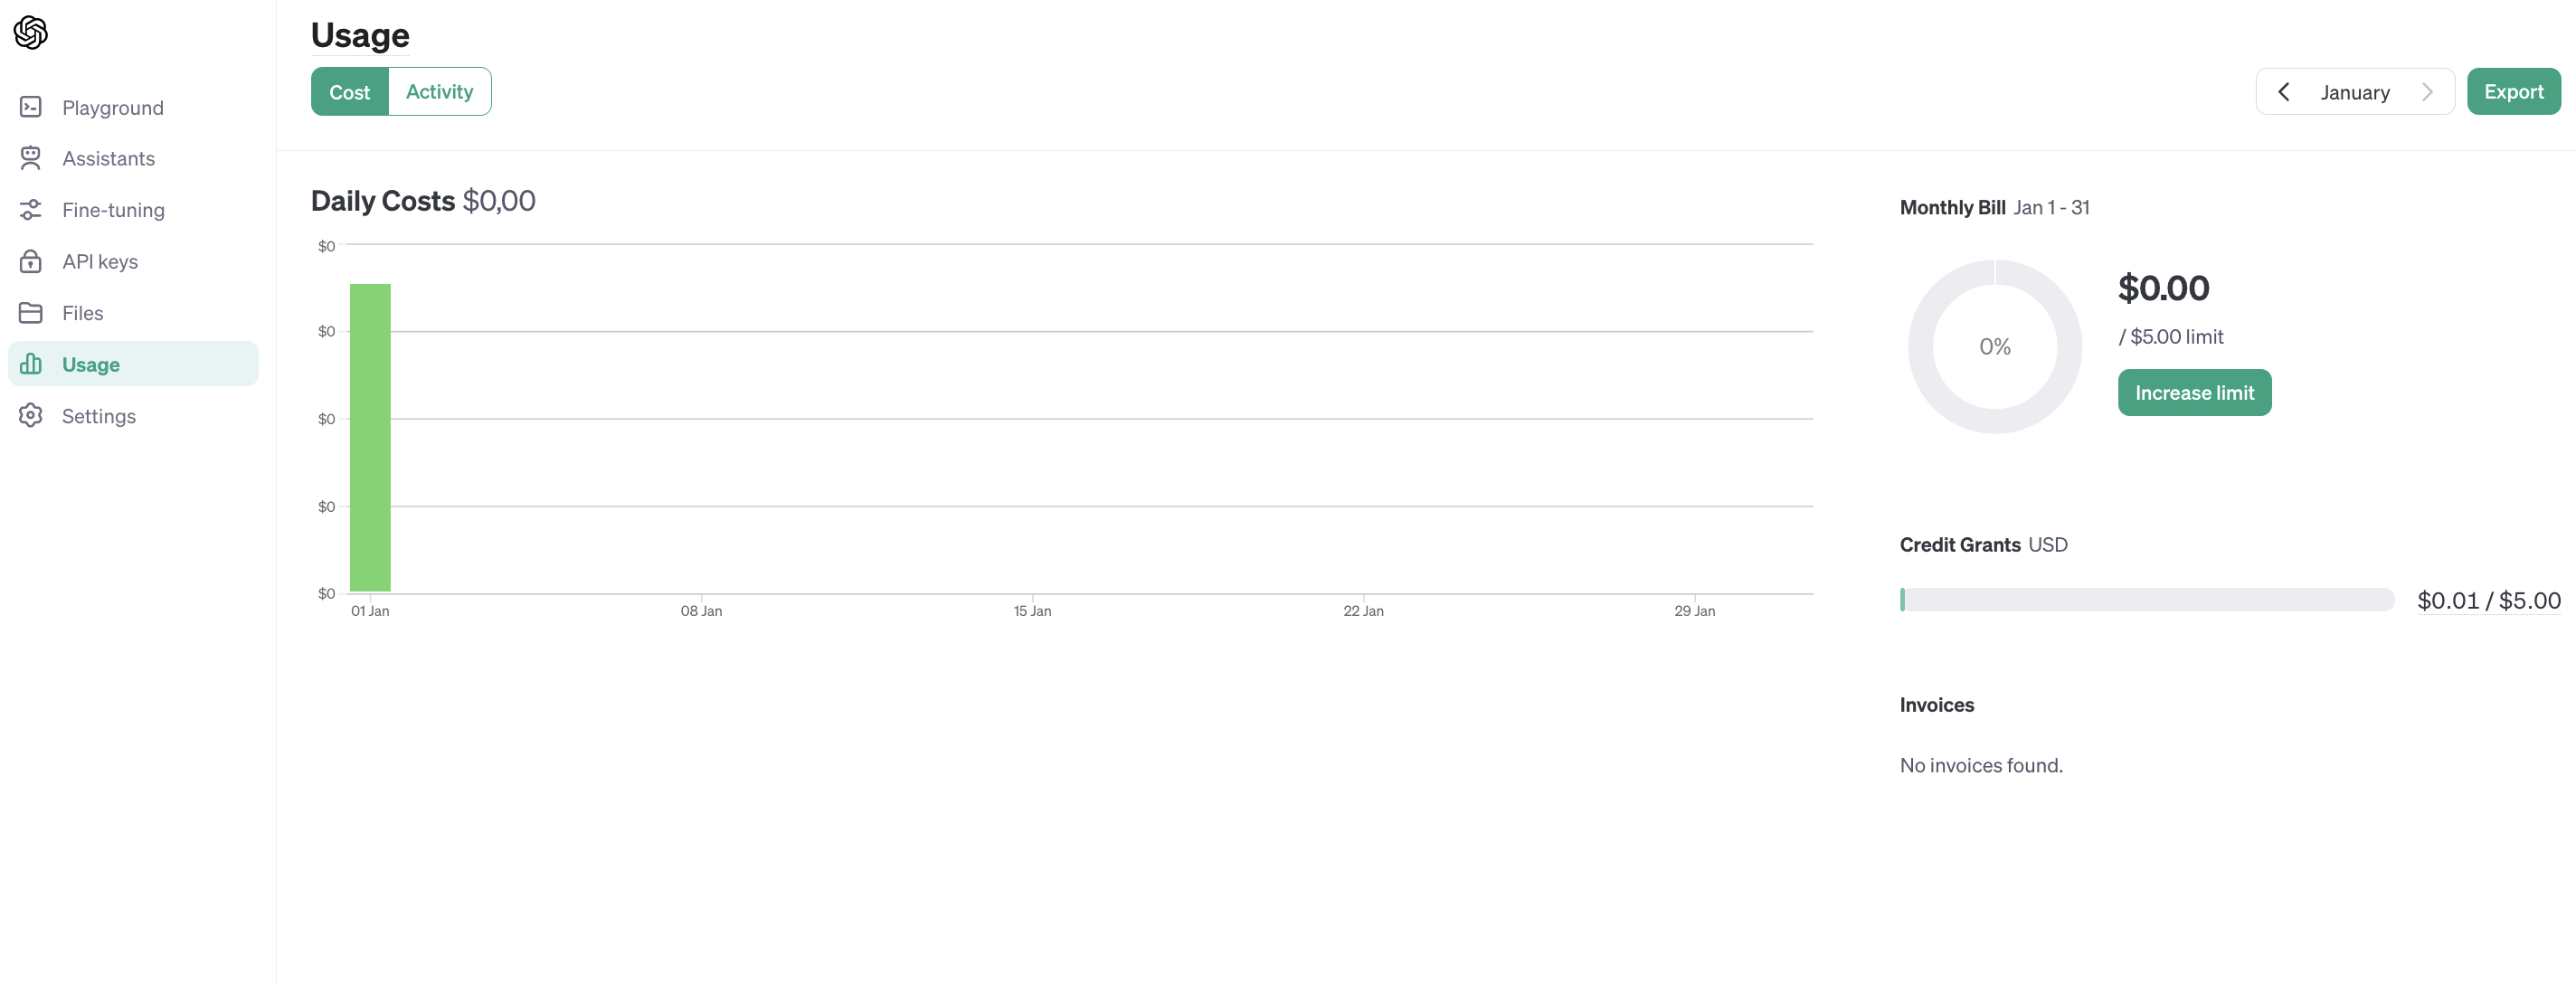 Usage
Cost
Activity
January
Export
Playground
Assistants
Fine-tuning
API keys
Files
Usage
Settings
Daily Costs $0,00
$0
$0
$0
$0
$0
01 Jan
08 Jan
15 Jan
22 Jan
29 Jan
Monthly Bill Jan 1 - 31
0%
$0.00
/ $5.00 limit
Increase limit
Credit Grants USD
$0.01 / $5.00
Invoices
No invoices found.